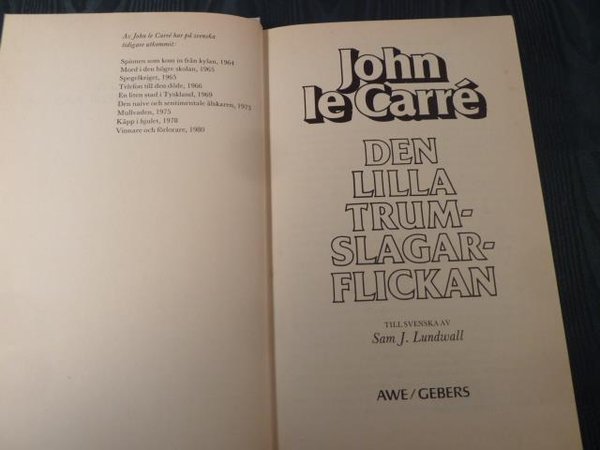 Av John le Carré har på svenska
tidigare utkommit:
Spionen som kom in från kylan, 1964
Mord i den högre skolan, 1965
Spegelkriget, 1965
Telefon till den döde, 1966
En liten stad i Tyskland, 1969
Den naive och sentimentale älskaren, 1973
Mullvaden, 1975
Käpp i hjulet, 1978
Vinnare och förlorare, 1980
John
le Carré
DEN
LILLA
TRUM-
SLAGAR-
FLICKAN
TILL SVENSKA AV
Sam J. Lundwall
AWE/GEBERS